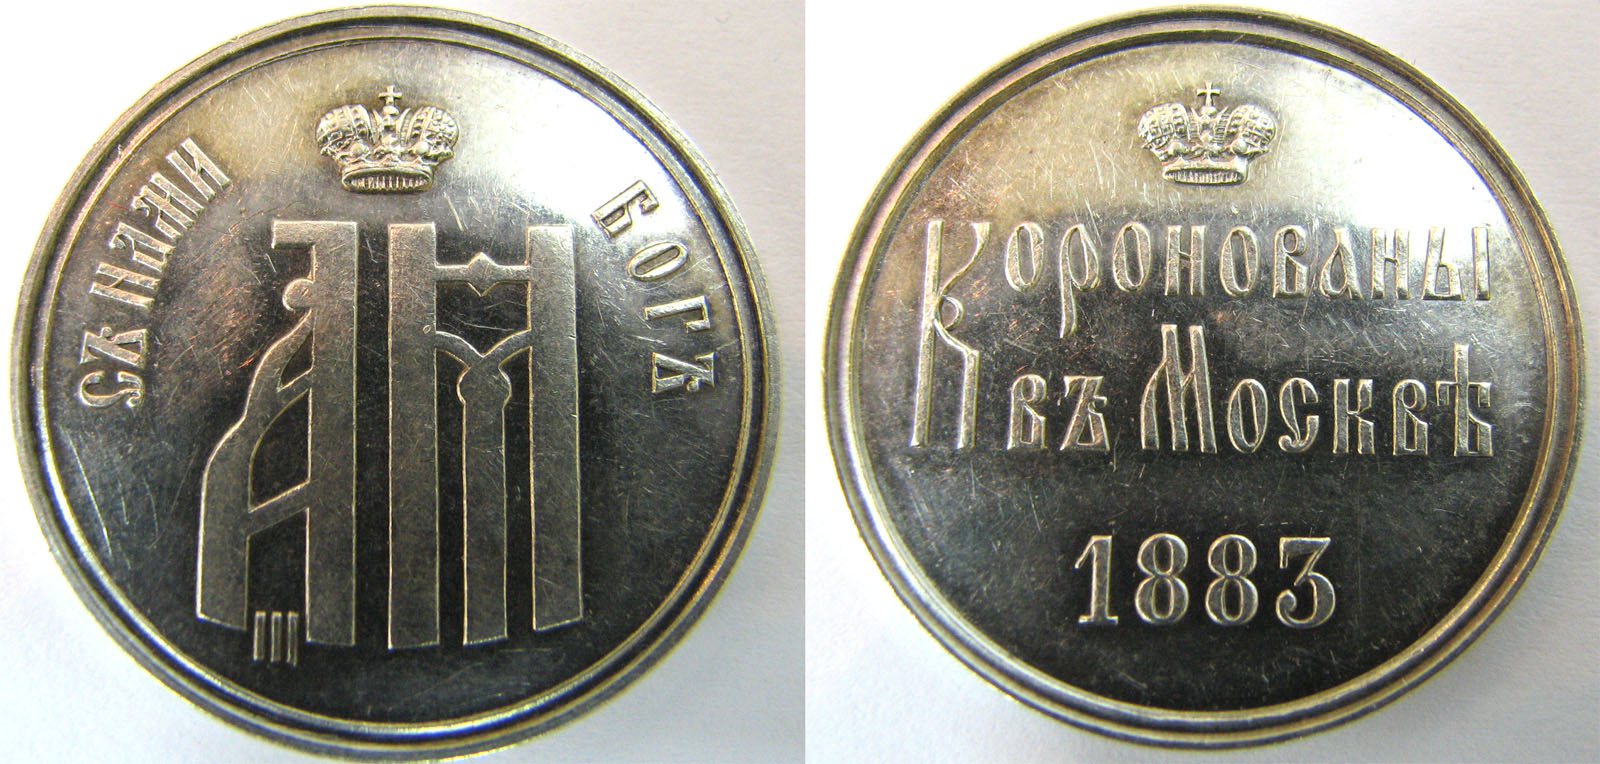 СЪ НАМИ БОГЪ
АМ
III
Коронованы
въ Москвѣ
1883